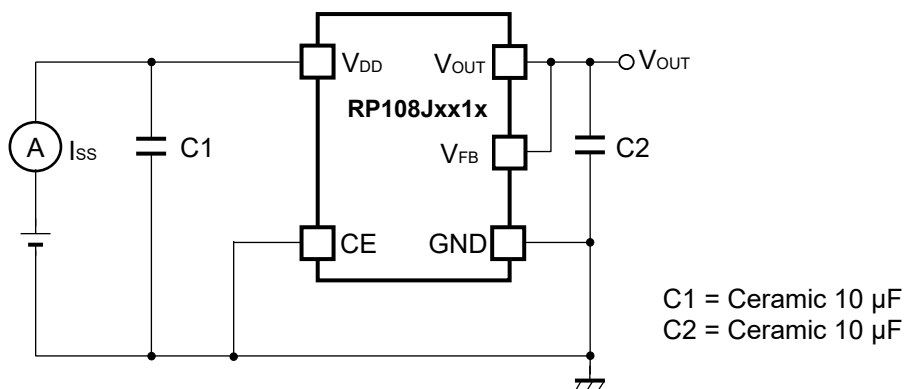 VDD
VOUT
VOUT
RP108Jxx1x
A
ISS
C1
VFB
C2
CE
GND
C1 = Ceramic 10 µF
C2 = Ceramic 10 µF